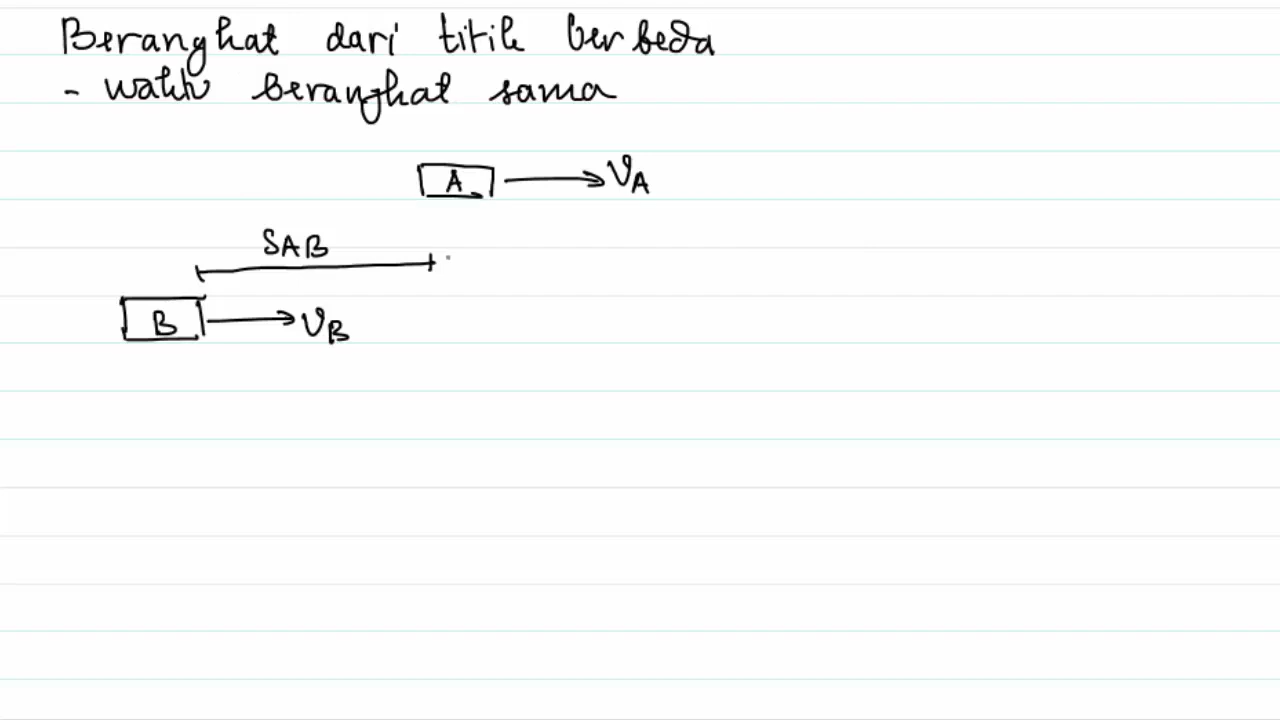 Berangkat dari titik berbeda
- waktu berangkat sama
A VA
SAB
B VB